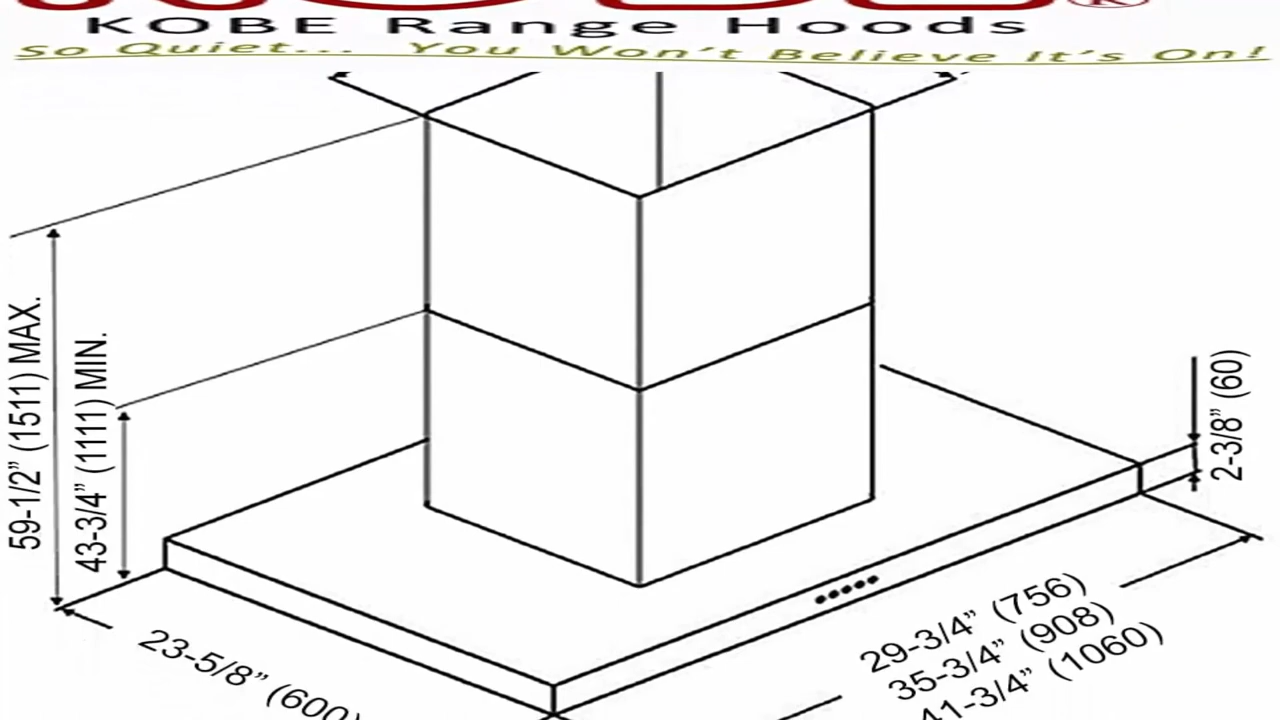 ®
KOBE Range Hoods
So Quiet... You Won't Believe It's On!
59-1/2” (1511) MAX.
43-3/4” (1111) MIN.
2-3/8” (60)
23-5/8” (600)
29-3/4” (756)
35-3/4” (908)
41-3/4” (1060)